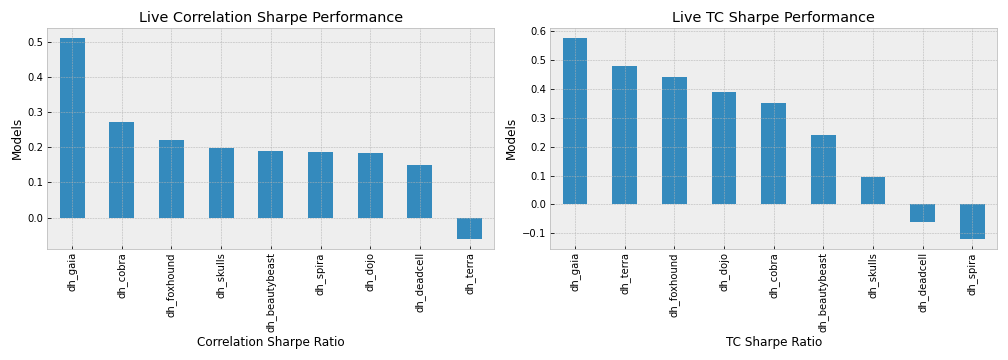 Live Correlation Sharpe Performance
Models
0.5
0.4
0.3
0.2
0.1
0.0
dh_gaia
dh_cobra
dh_foxhound
dh_skulls
dh_beautybeast
dh_spira
dh_dojo
dh_deadcell
dh_terra
Correlation Sharpe Ratio
Live TC Sharpe Performance
Models
0.6
0.5
0.4
0.3
0.2
0.1
0.0
−0.1
dh_gaia
dh_terra
dh_foxhound
dh_dojo
dh_cobra
dh_beautybeast
dh_skulls
dh_deadcell
dh_spira
TC Sharpe Ratio